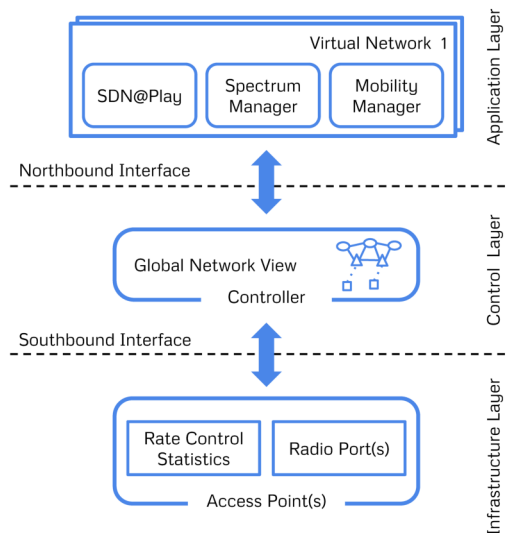 Virtual Network 1
SDN@Play
Spectrum
Manager
Mobility
Manager
Application Layer
Northbound Interface
Global Network View
Controller
Control Layer
Southbound Interface
Rate Control
Statistics
Radio Port(s)
Access Point(s)
Infrastructure Layer